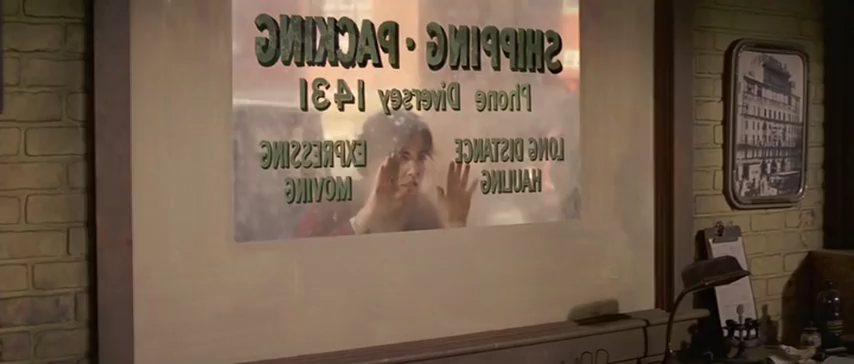 SHIPPING · PACKING
Phone Diversey 1431
LONG DISTANCE
HAULING
EXPRESSING
MOVING